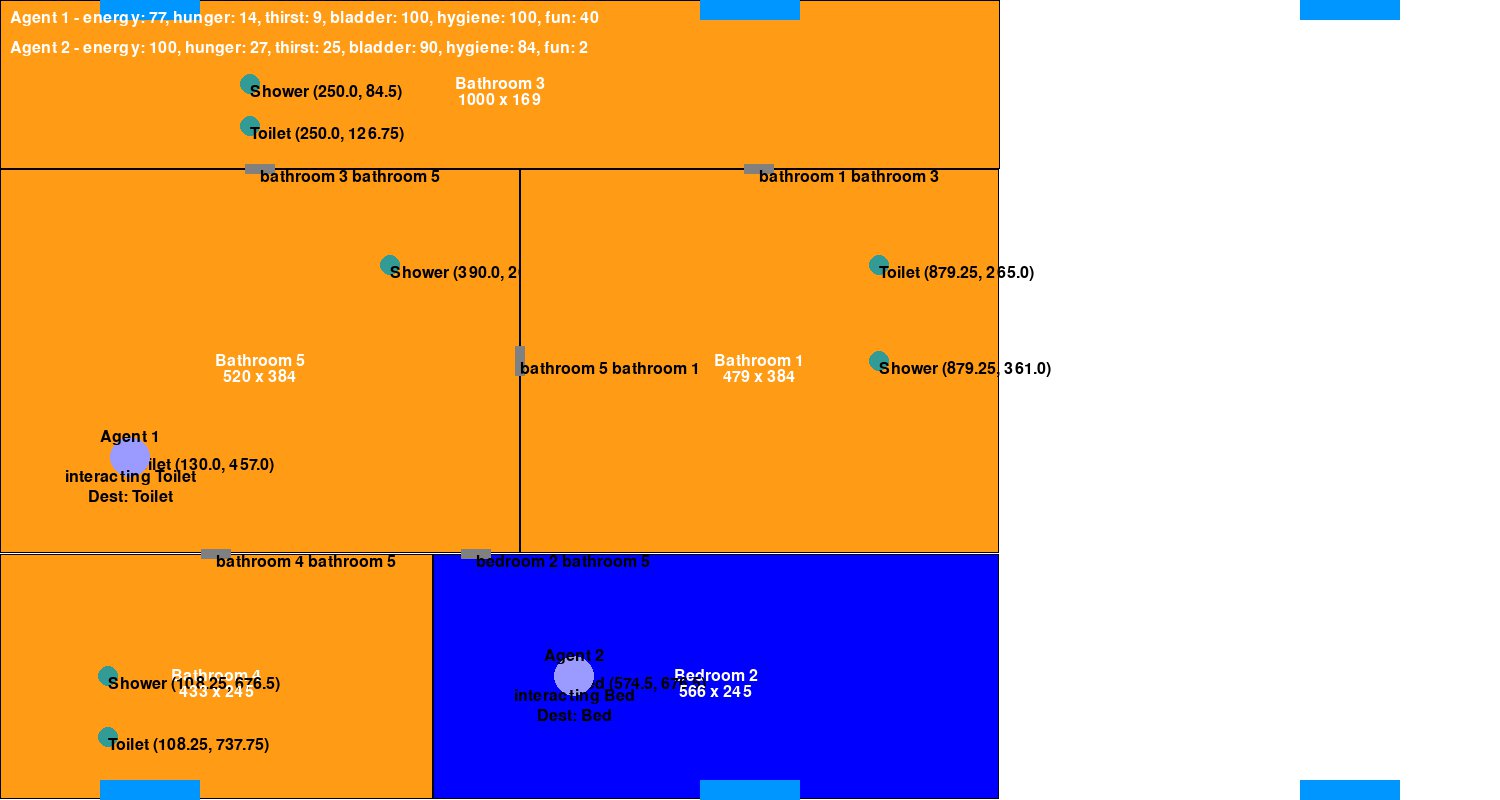 Agent 1 - energy: 77, hunger: 14, thirst: 9, bladder: 100, hygiene: 100, fun: 40
Agent 2 - energy: 100, hunger: 27, thirst: 25, bladder: 90, hygiene: 84, fun: 2
Shower (250.0, 84.5)
Bathroom 3
1000 x 169
Toilet (250.0, 126.75)
bathroom 3 bathroom 5
bathroom 1 bathroom 3
Shower (390.0, 2
Toilet (879.25, 265.0)
Bathroom 5
520 x 384
bathroom 5 bathroom 1
Bathroom 1
479 x 384
Shower (879.25, 361.0)
Agent 1
ilet (130.0, 457.0)
interacting Toilet
Dest: Toilet
bathroom 4 bathroom 5
bedroom 2 bathroom 5
Bathroom 4
433 x 245
Shower (108.25, 676.5)
Toilet (108.25, 737.75)
Agent 2
d (574.5, 67
interacting Bed
Dest: Bed
Bedroom 2
566 x 245